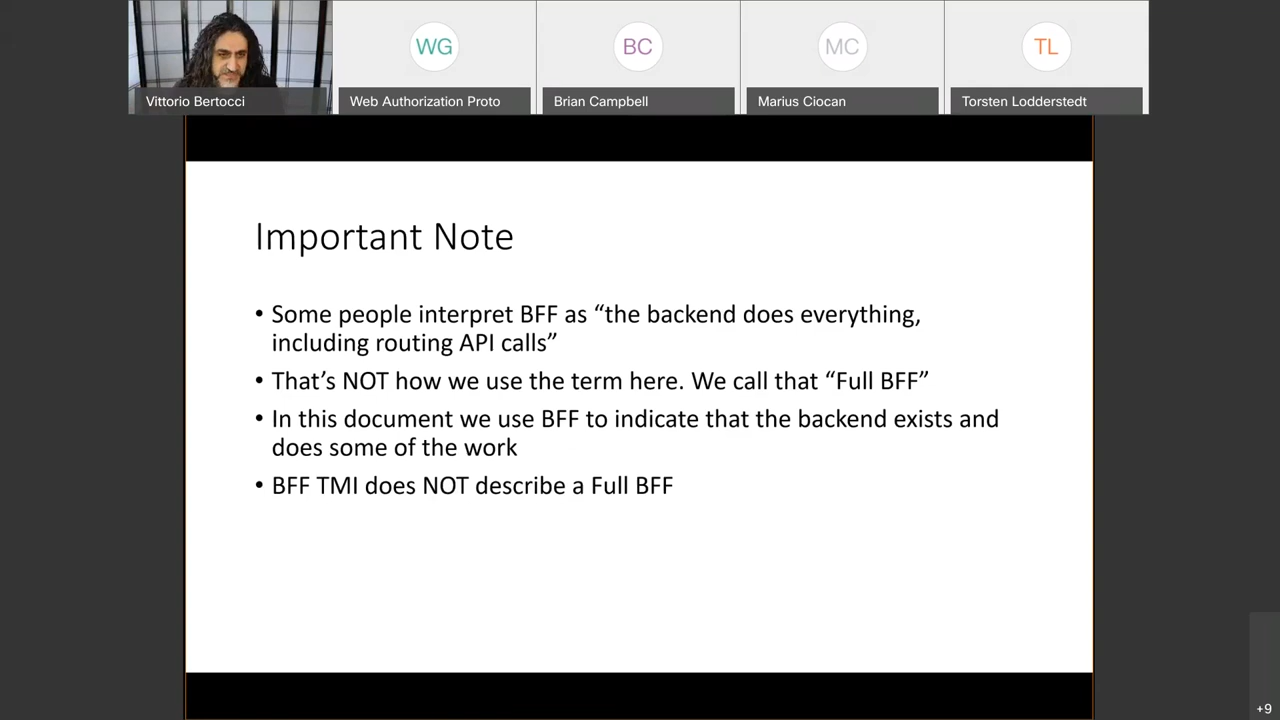 WG
BC
MC
TL
Vittorio Bertocci
Web Authorization Proto
Brian Campbell
Marius Ciocan
Torsten Lodderstedt
Important Note
• Some people interpret BFF as “the backend does everything,
including routing API calls”
• That’s NOT how we use the term here. We call that “Full BFF”
• In this document we use BFF to indicate that the backend exists and
does some of the work
• BFF TMI does NOT describe a Full BFF
+9